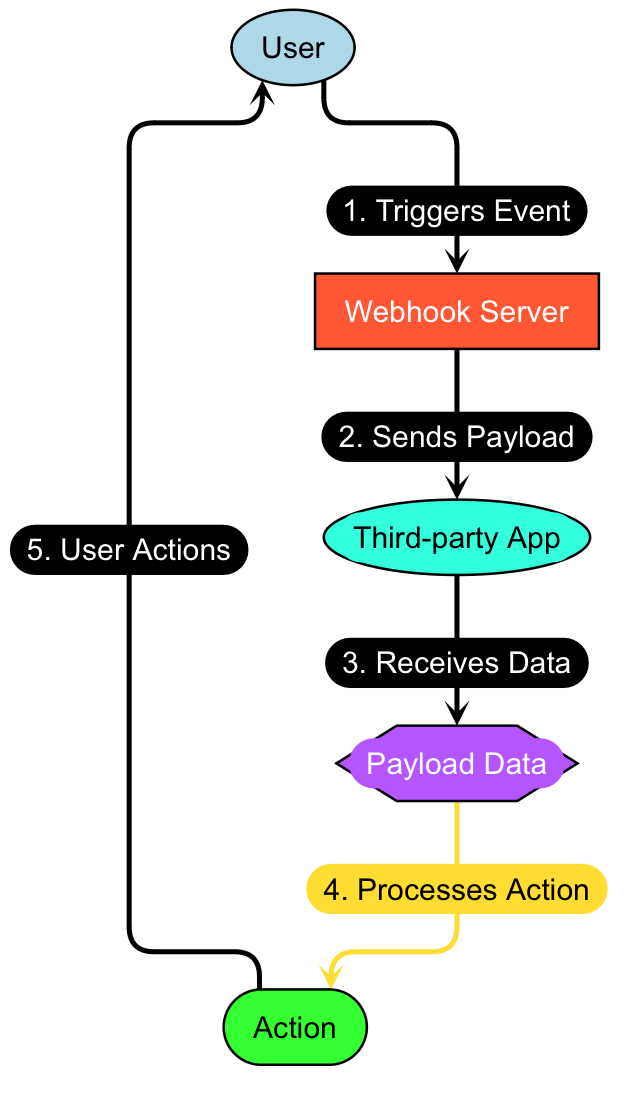 User
1. Triggers Event
Webhook Server
2. Sends Payload
Third-party App
5. User Actions
3. Receives Data
Payload Data
4. Processes Action
Action